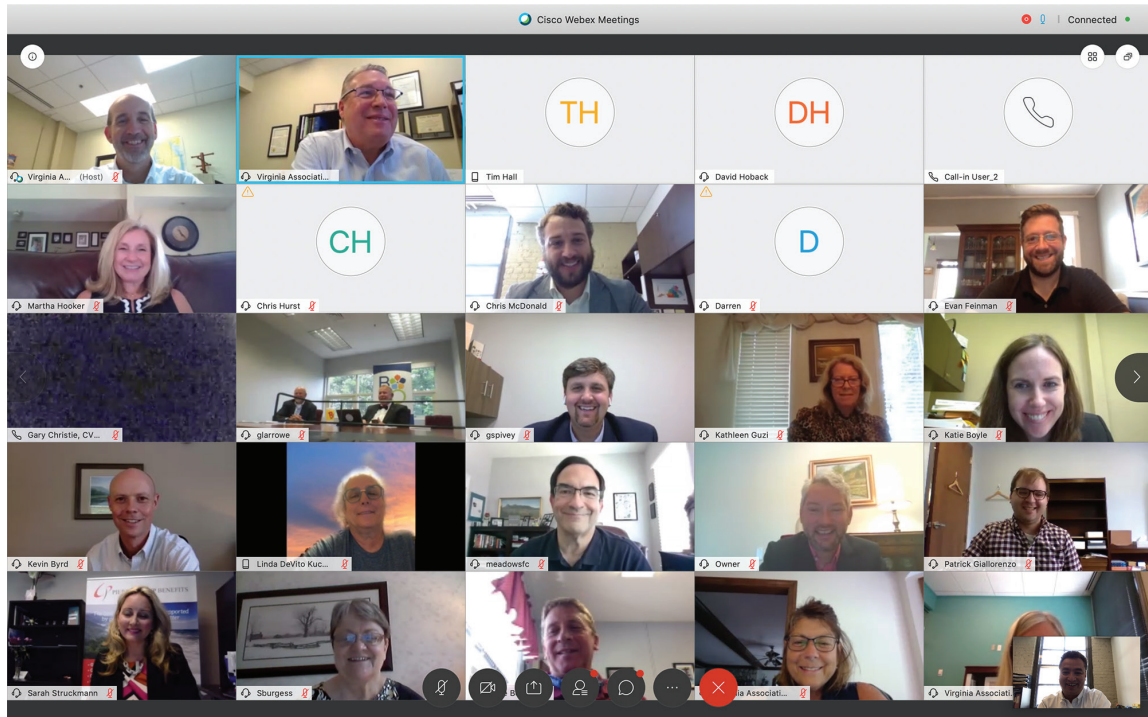 Cisco Webex Meetings
Connected
Virginia A... (Host)
Virginia Associati...
TH
Tim Hall
DH
David Hoback
Call-in User_2
Martha Hooker
CH
Chris Hurst
Chris McDonald
D
Darren
Evan Feinman
Gary Christie, CV...
glarrowe
gspivey
Kathleen Guzi
Katie Boyle
Kevin Byrd
Linda DeVito Kuc...
meadowsfc
Owner
Patrick Giallorenzo
BENEFITS
Sarah Struckmann
Sburgess
Associati...
Virginia Associati...